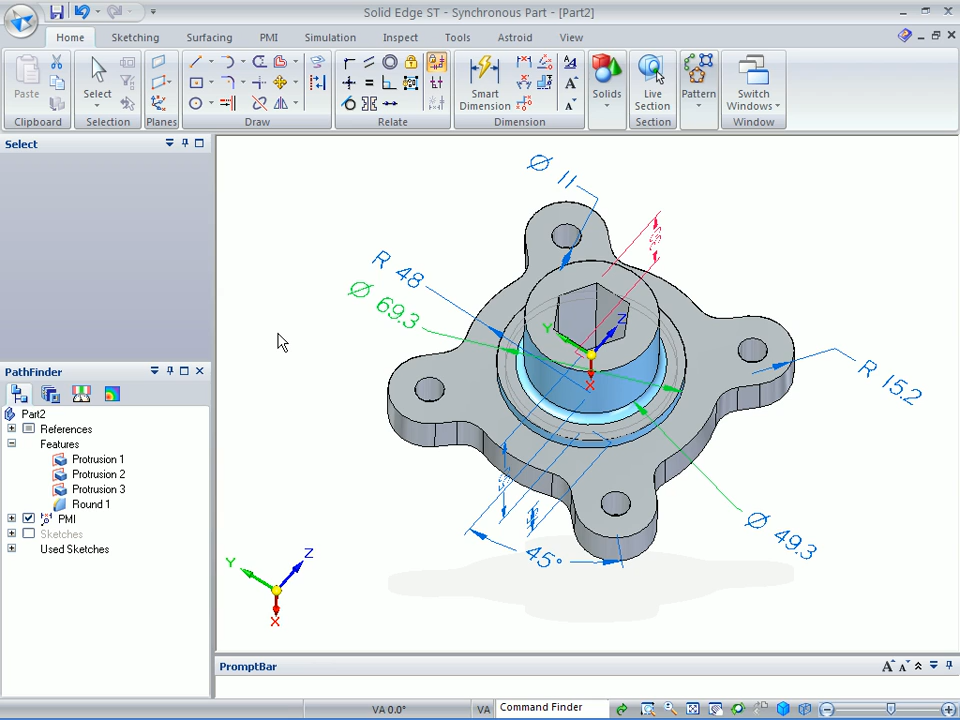 Solid Edge ST - Synchronous Part - [Part2]
Home
Sketching
Surfacing
PMI
Simulation
Inspect
Tools
Astroid
View
Paste
Select
Smart
Dimension
Solids
Live
Section
Pattern
Switch
Windows
Clipboard
Selection
Planes
Draw
Relate
Dimension
Section
Window
Select
PathFinder
Part2
References
Features
Protrusion 1
Protrusion 2
Protrusion 3
Round 1
PMI
Sketches
Used Sketches
Ø 11
R 48
Ø 69.3
R 15.2
Ø 49.3
45°
Z
Y
X
Z
Y
X
PromptBar
VA 0.0°
VA
Command Finder